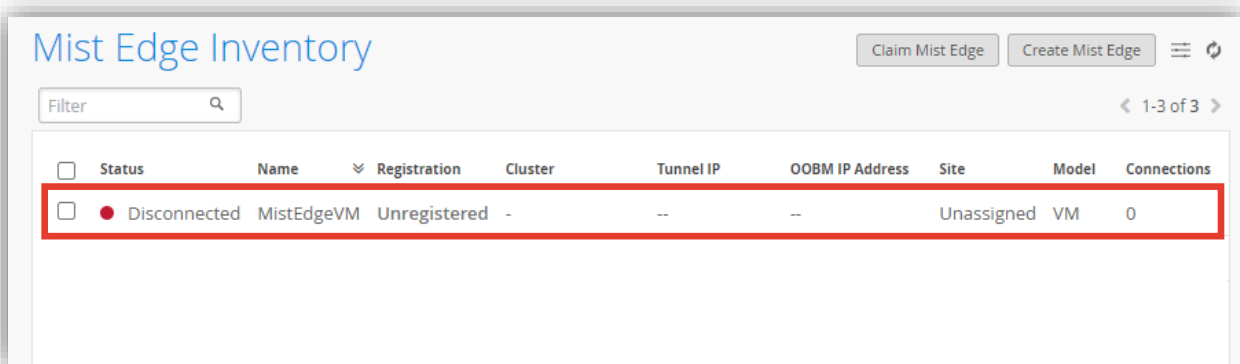 Mist Edge Inventory
Claim Mist Edge
Create Mist Edge
Filter
1-3 of 3
Status Name Registration Cluster Tunnel IP OOBM IP Address Site Model Connections
Disconnected MistEdgeVM Unregistered - -- -- Unassigned VM 0